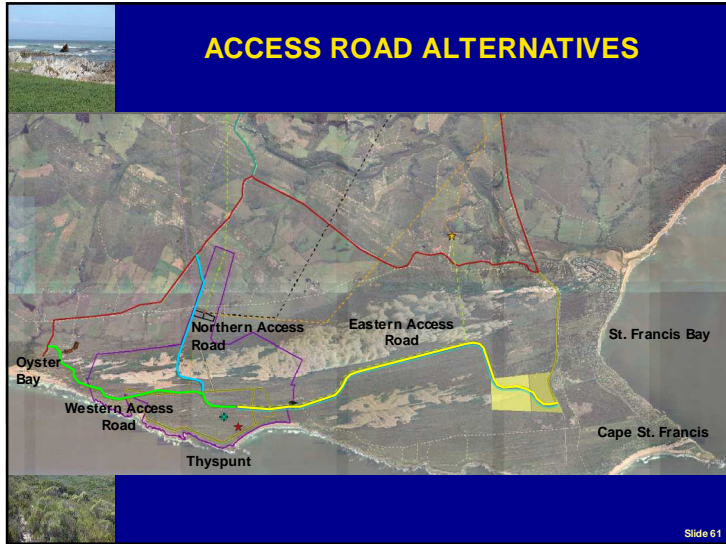 ACCESS ROAD ALTERNATIVES
Northern Access
Road
Eastern Access
Road
St. Francis Bay
Oyster
Bay
Western Access
Road
Cape St. Francis
Thyspunt
Slide 61